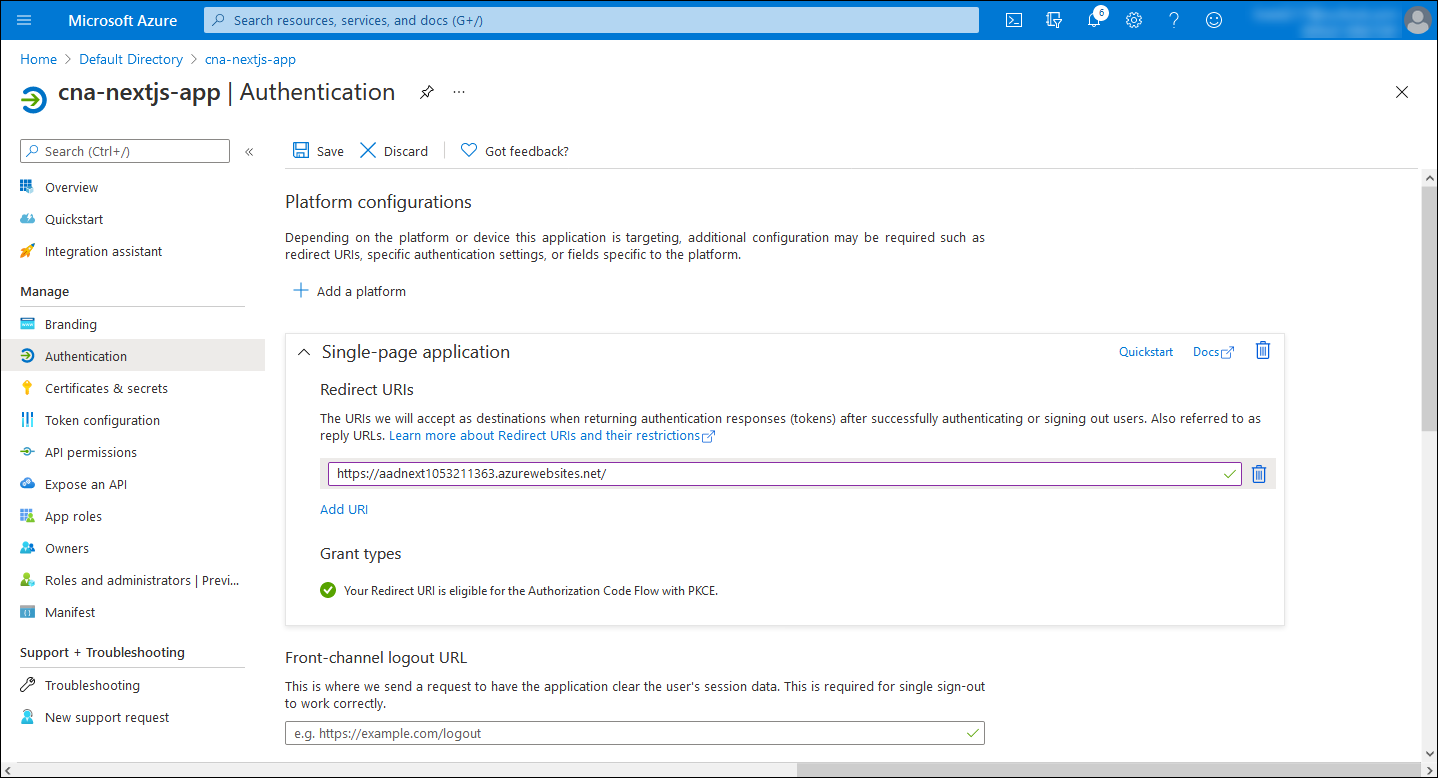 Microsoft Azure
Search resources, services, and docs (G+/)
6
Home > Default Directory > cna-nextjs-app
cna-nextjs-app | Authentication
Search (Ctrl+/)
«
Save
Discard
Got feedback?
Overview
Quickstart
Integration assistant
Manage
Branding
Authentication
Certificates & secrets
Token configuration
API permissions
Expose an API
App roles
Owners
Roles and administrators | Previ...
Manifest
Support + Troubleshooting
Troubleshooting
New support request
Platform configurations
Depending on the platform or device this application is targeting, additional configuration may be required such as
redirect URIs, specific authentication settings, or fields specific to the platform.
Add a platform
Single-page application
Quickstart
Docs
Redirect URIs
The URIs we will accept as destinations when returning authentication responses (tokens) after successfully authenticating or signing out users. Also referred to as
reply URLs. Learn more about Redirect URIs and their restrictions
https://aadnext1053211363.azurewebsites.net/
Add URI
Grant types
Your Redirect URI is eligible for the Authorization Code Flow with PKCE.
Front-channel logout URL
This is where we send a request to have the application clear the user's session data. This is required for single sign-out
to work correctly.
e.g. https://example.com/logout